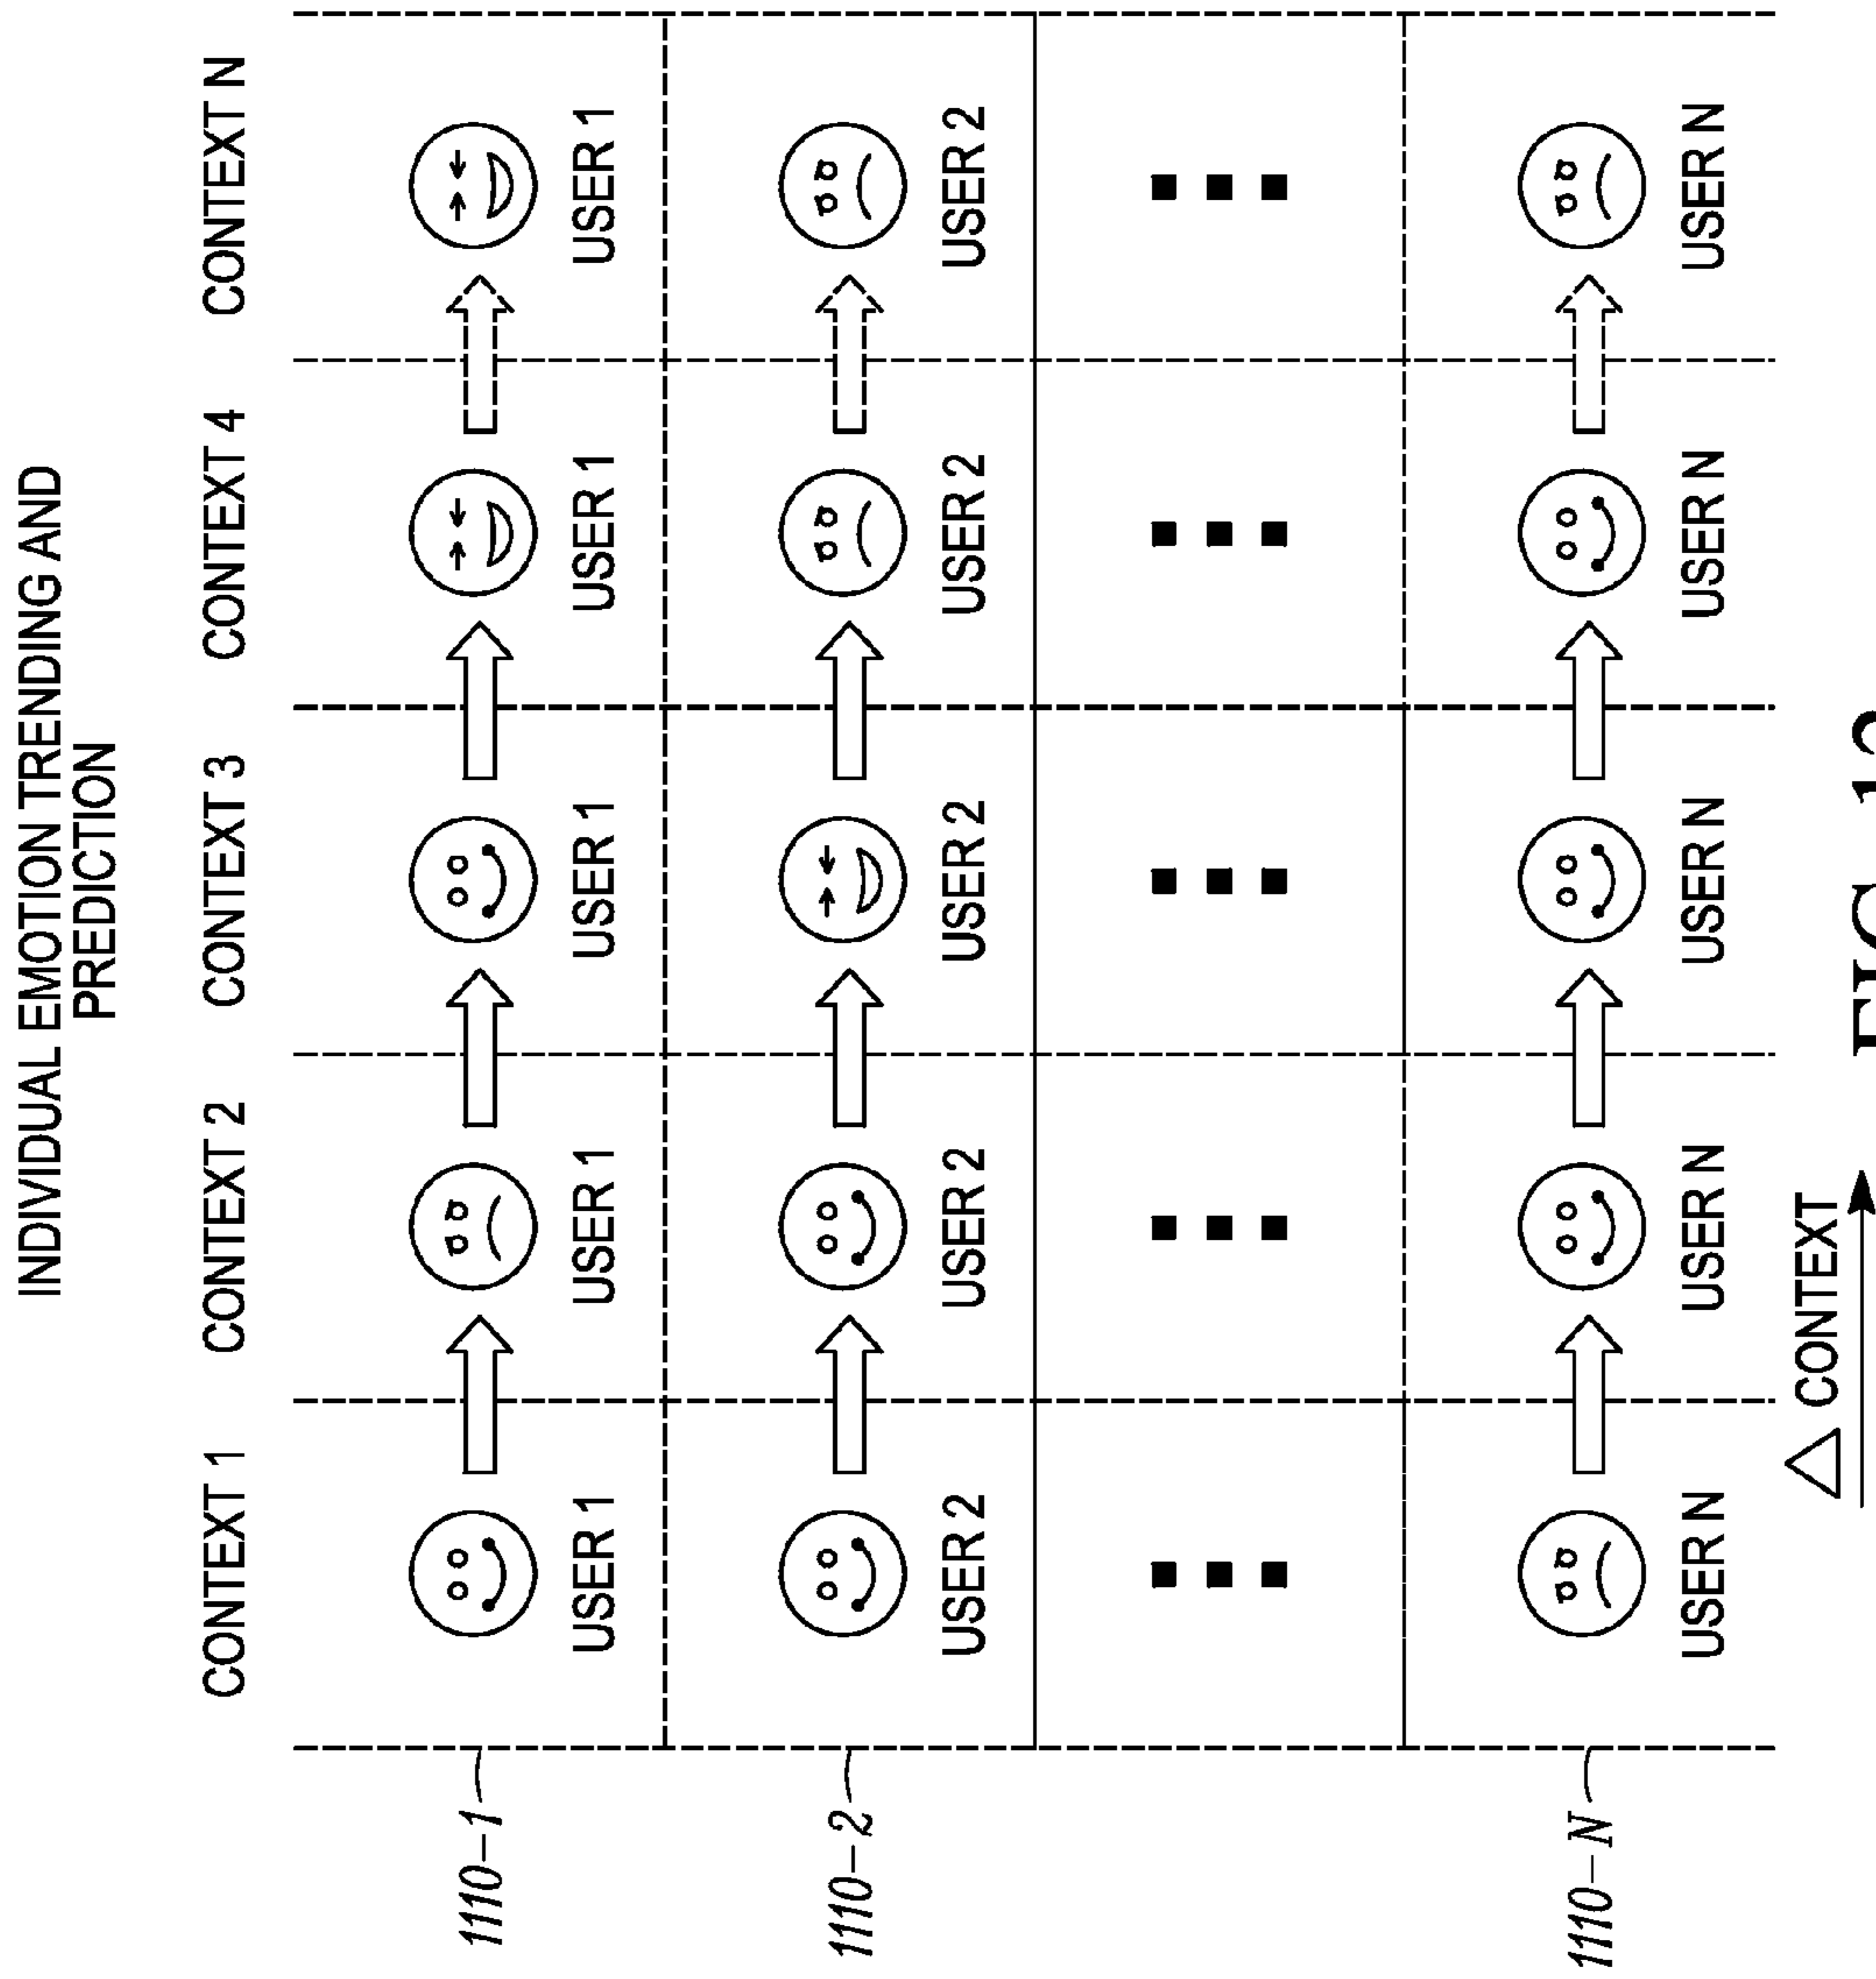 INDIVIDUAL EMOTION TRENDING AND
PREDICTION
CONTEXT 1 CONTEXT 2 CONTEXT 3 CONTEXT 4 CONTEXT N
1110-1
USER 1 USER 1 USER 1 USER 1 USER 1
1110-2
USER 2 USER 2 USER 2 USER 2 USER 2
1110-N
USER N USER N USER N USER N USER N
△ CONTEXT